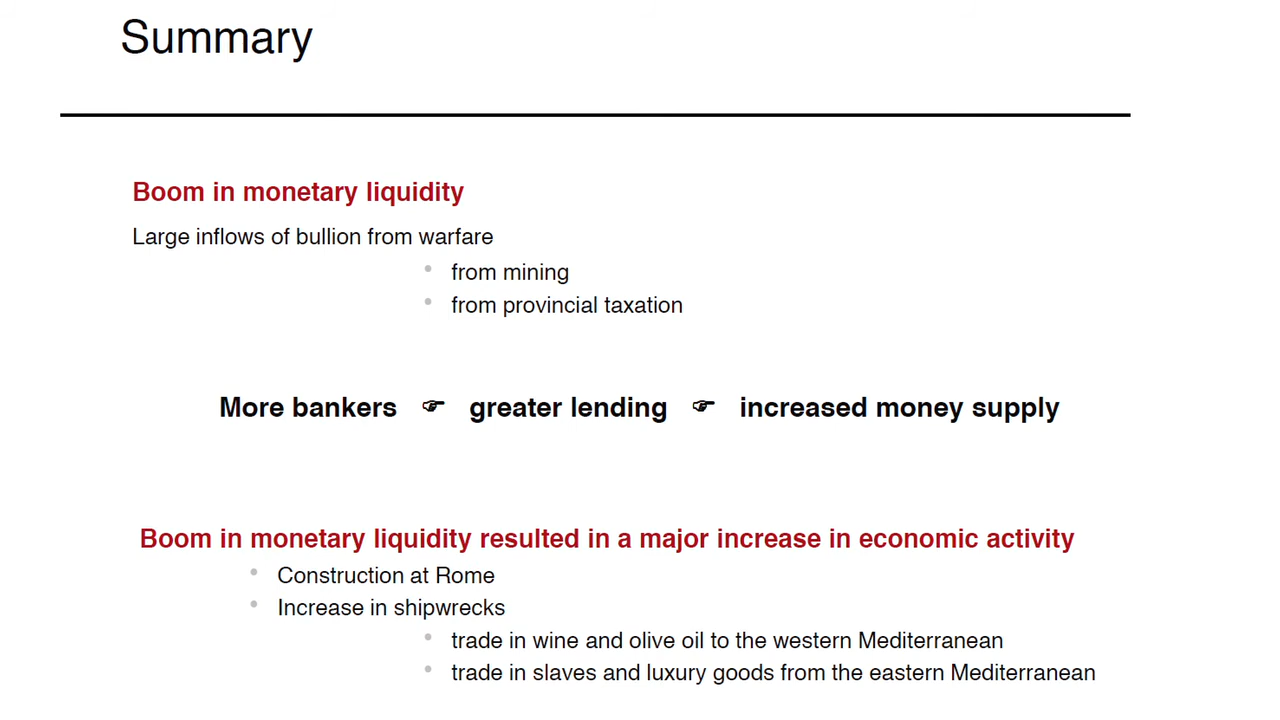 Summary
Boom in monetary liquidity
Large inflows of bullion from warfare
• from mining
• from provincial taxation
More bankers ☞ greater lending ☞ increased money supply
Boom in monetary liquidity resulted in a major increase in economic activity
• Construction at Rome
• Increase in shipwrecks
• trade in wine and olive oil to the western Mediterranean
• trade in slaves and luxury goods from the eastern Mediterranean